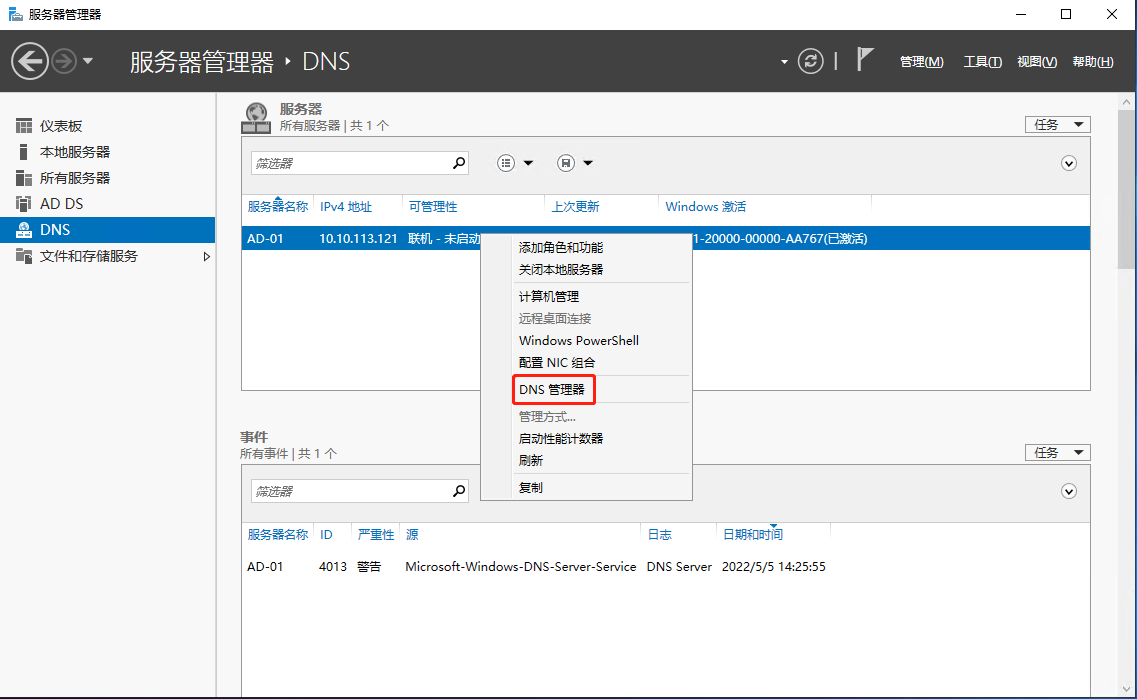 服务器管理器
服务器管理器 ‣ DNS
管理(M) 工具(T) 视图(V) 帮助(H)
仪表板
本地服务器
所有服务器
AD DS
DNS
文件和存储服务
服务器
所有服务器 | 共 1 个
任务
筛选器
服务器名称 IPv4 地址 可管理性 上次更新 Windows 激活
AD-01 10.10.113.121 联机 - 未启动 1-20000-00000-AA767(已激活)
添加角色和功能
关闭本地服务器
计算机管理
远程桌面连接
Windows PowerShell
配置 NIC 组合
DNS 管理器
管理方式...
启动性能计数器
刷新
复制
事件
所有事件 | 共 1 个
任务
筛选器
服务器名称 ID 严重性 源 日志 日期和时间
AD-01 4013 警告 Microsoft-Windows-DNS-Server-Service DNS Server 2022/5/5 14:25:55